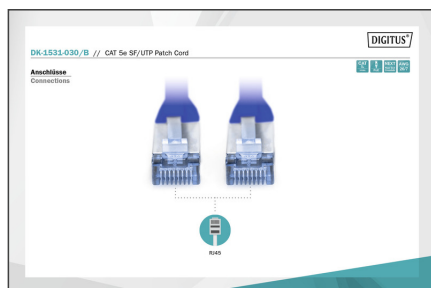 DIGITUS®
DK-1531-030/B // CAT 5e SF/UTP Patch Cord
Anschlüsse
Connections
RJ45